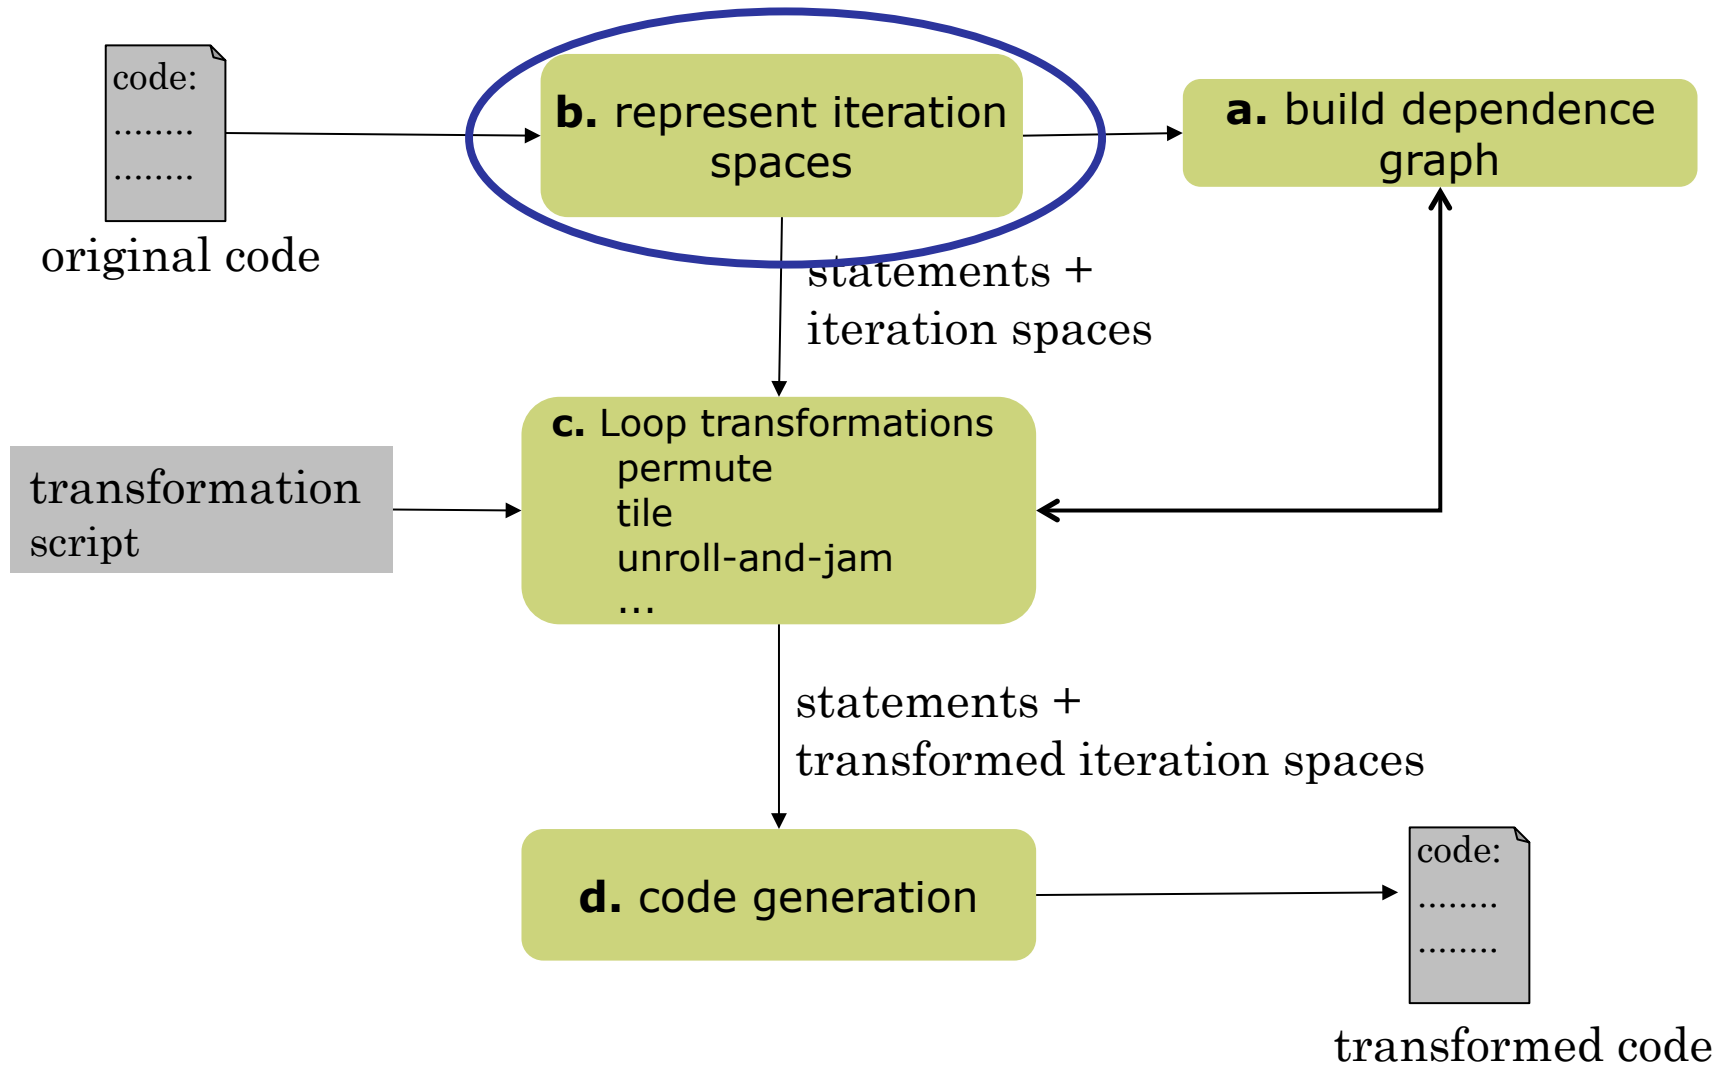 code:
........
........
original code
b. represent iteration
spaces
a. build dependence
graph
statements +
iteration spaces
transformation
script
c. Loop transformations
permute
tile
unroll-and-jam
...
statements +
transformed iteration spaces
d. code generation
code:
........
........
transformed code